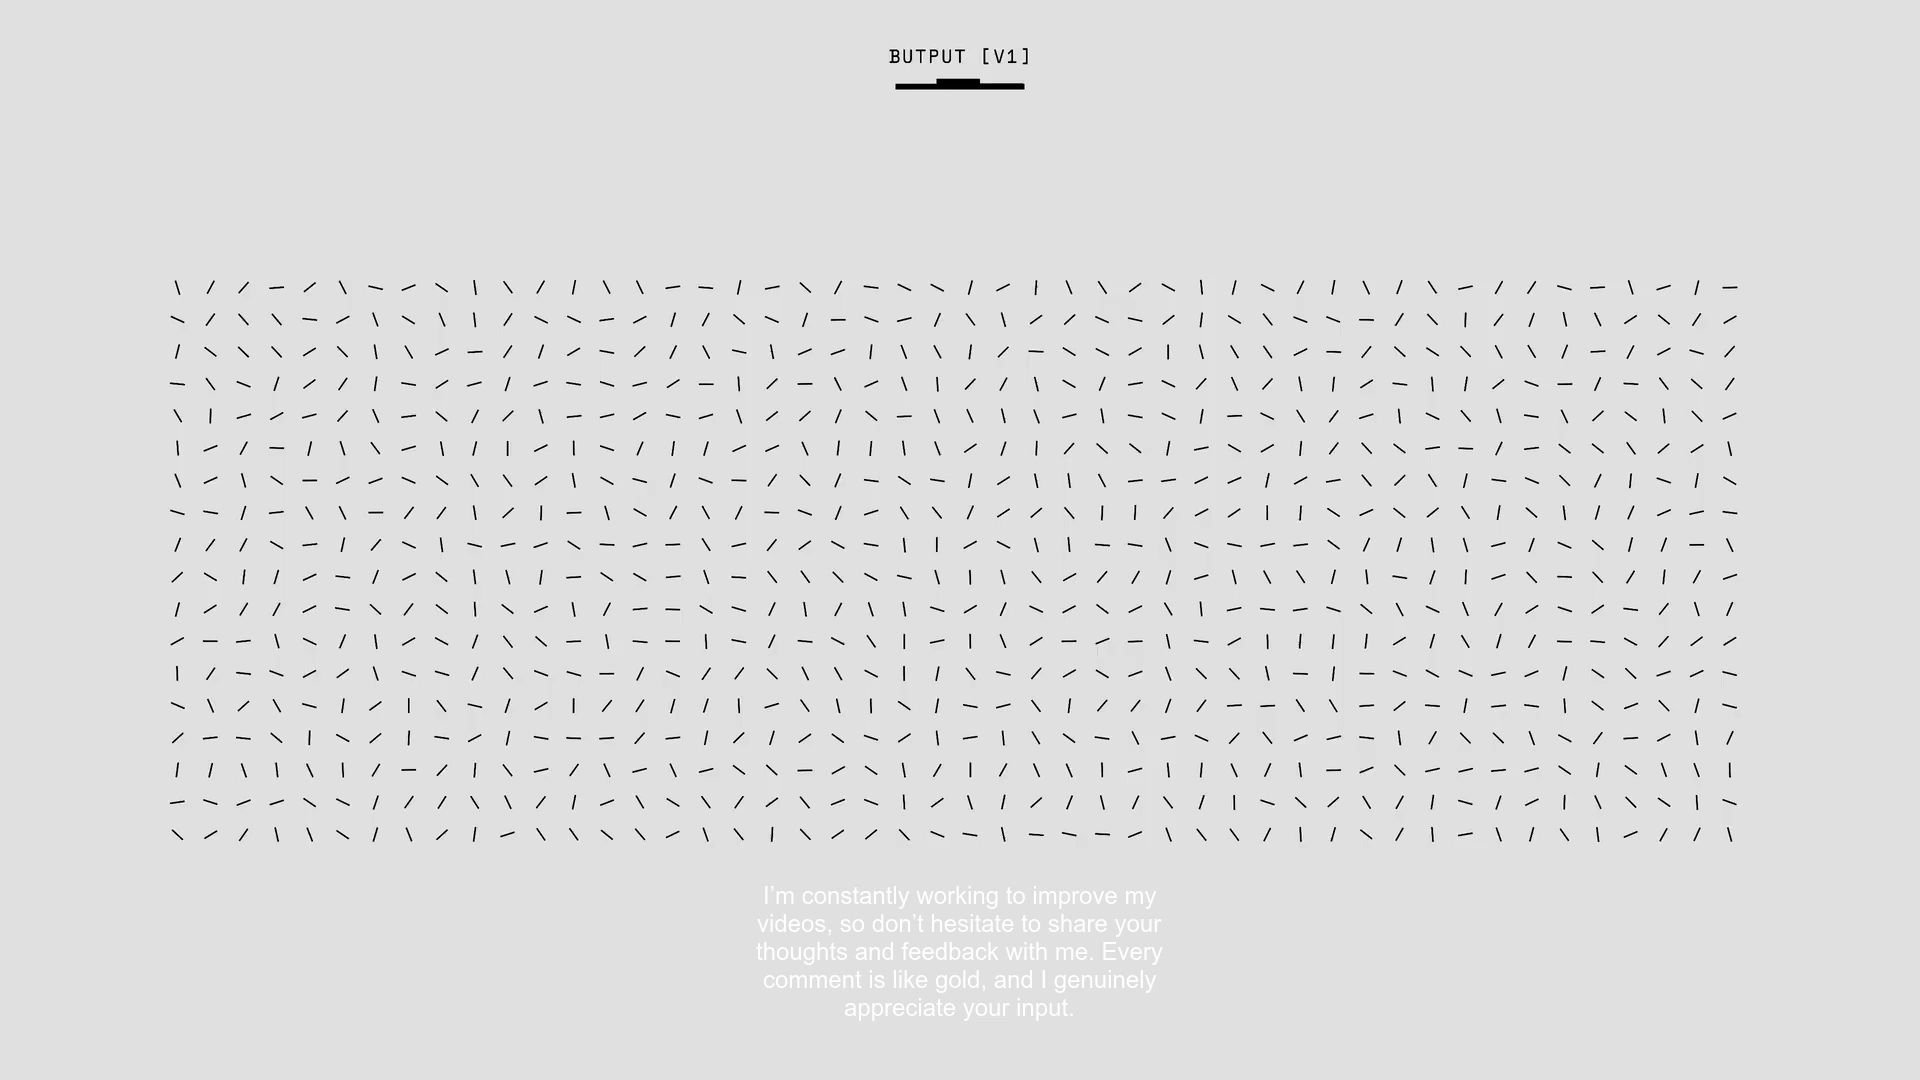 BUTPUT [V1]
I’m constantly working to improve my
videos, so don’t hesitate to share your
thoughts and feedback with me. Every
comment is like gold, and I genuinely
appreciate your input.